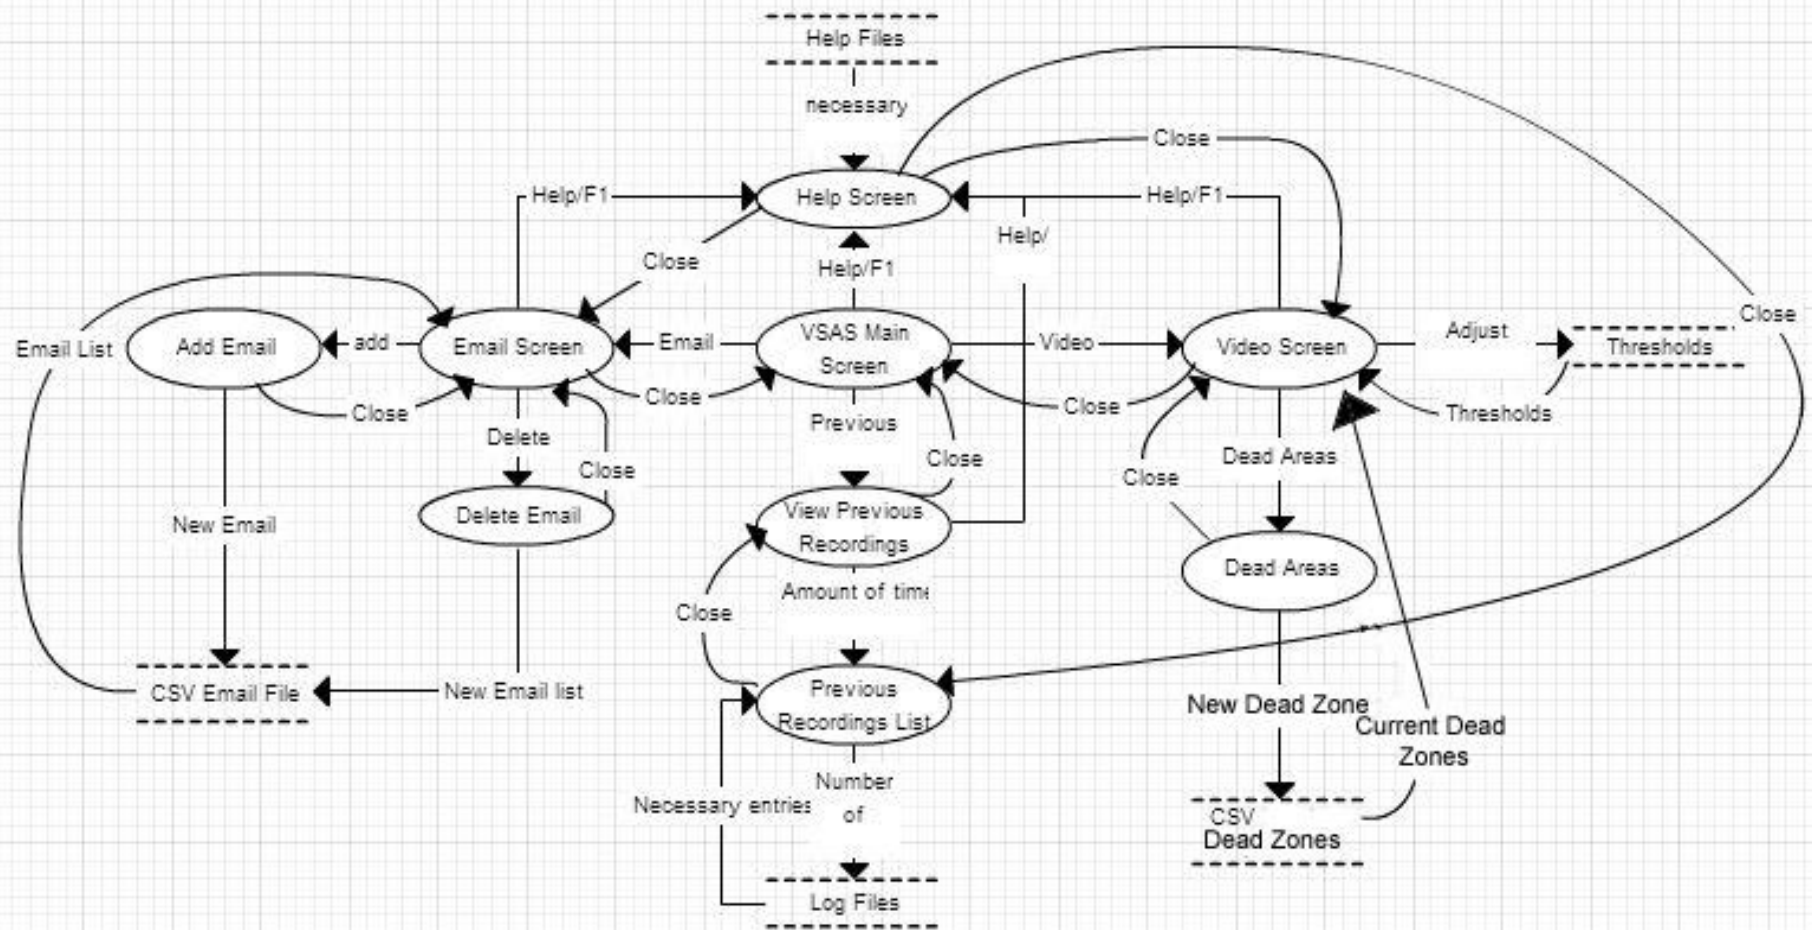 Help Files
necessary
Close
Help/F1
Help Screen
Help/F1
Help/
Close
Help/F1
Close
Email List
Add Email
add
Email Screen
Email
VSAS Main
Screen
Video
Video Screen
Adjust
Thresholds
Close
Close
Close
Thresholds
Previous
Delete
Close
Close
Dead Areas
Close
New Email
Delete Email
View Previous
Recordings
Dead Areas
Amount of time
Close
CSV Email File
New Email list
Previous
Recordings List
New Dead Zone
Current Dead
Zones
Number
of
Necessary entries
CSV
Dead Zones
Log Files